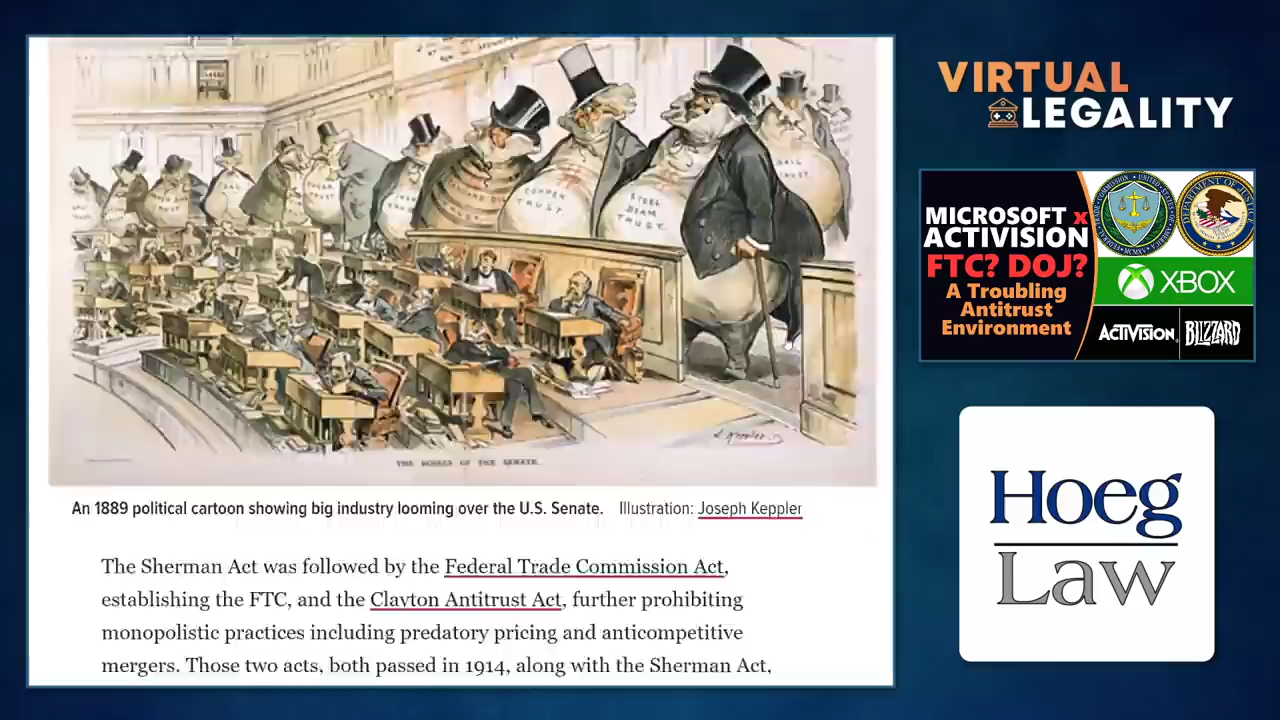 COPPER
TRUST
STEEL
BEAM
TRUST
THE BOSSES OF THE SENATE.
An 1889 political cartoon showing big industry looming over the U.S. Senate. Illustration: Joseph Keppler
The Sherman Act was followed by the Federal Trade Commission Act,
establishing the FTC, and the Clayton Antitrust Act, further prohibiting
monopolistic practices including predatory pricing and anticompetitive
mergers. Those two acts, both passed in 1914, along with the Sherman Act,
VIRTUAL
LEGALITY
MICROSOFT x
ACTIVISION
FTC? DOJ?
A Troubling
Antitrust
Environment
XBOX
ACTIVISION BLIZZARD
Hoeg
Law